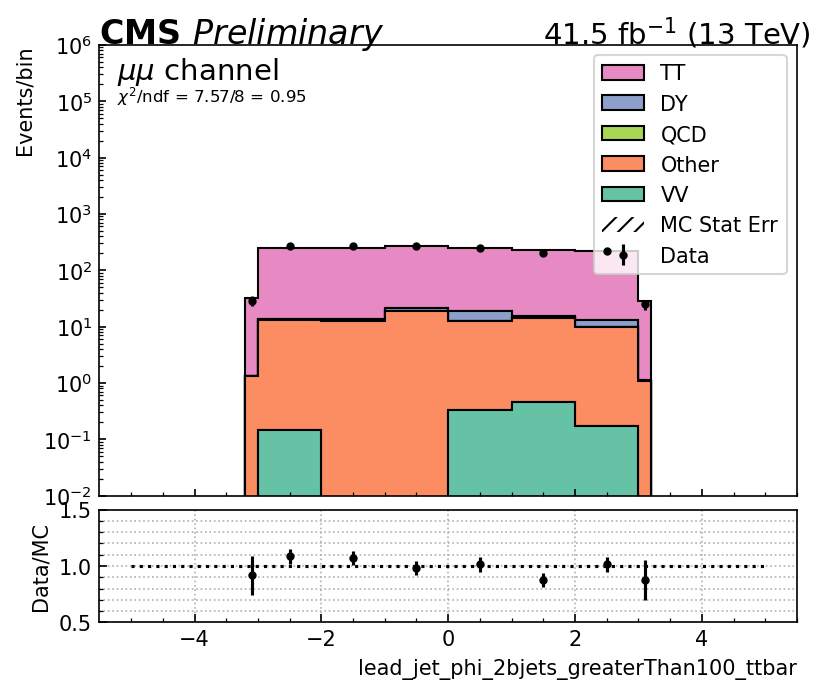 CMS Preliminary 41.5 fb⁻¹ (13 TeV)
μμ channel
χ²/ndf = 7.57/8 = 0.95
TT
DY
QCD
Other
VV
MC Stat Err
Data
Events/bin
10⁶
10⁵
10⁴
10³
10²
10¹
10⁰
10⁻¹
10⁻²
Data/MC
1.5
1.0
0.5
−4 −2 0 2 4
lead_jet_phi_2bjets_greaterThan100_ttbar